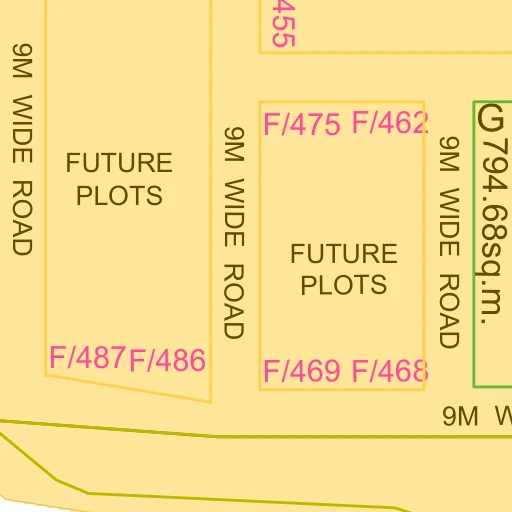 455
9M WIDE ROAD
FUTURE
PLOTS
F/487 F/486
9M WIDE ROAD
F/475 F/462
FUTURE
PLOTS
F/469 F/468
9M WIDE ROAD
G
794.68sq.m.
9M